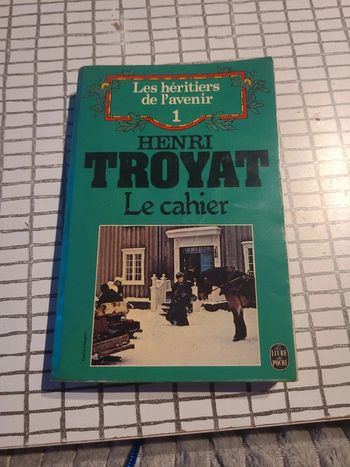 Les héritiers
de l'avenir
1
HENRI
TROYAT
Le cahier
LE LIVRE
DE POCHE